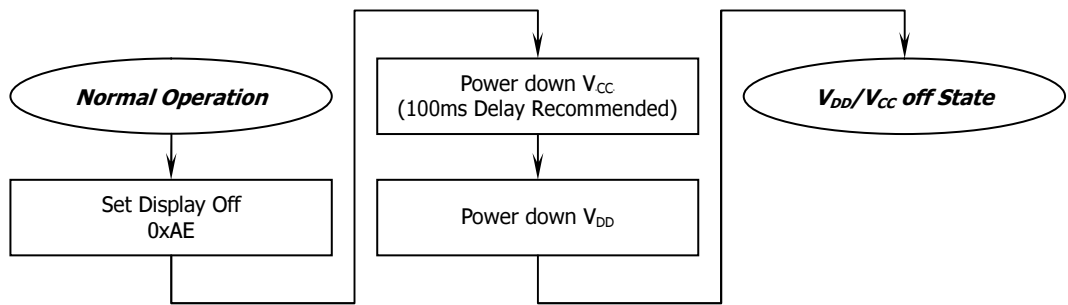 Normal Operation
Set Display Off
0xAE
Power down VCC
(100ms Delay Recommended)
Power down VDD
VDD/VCC off State